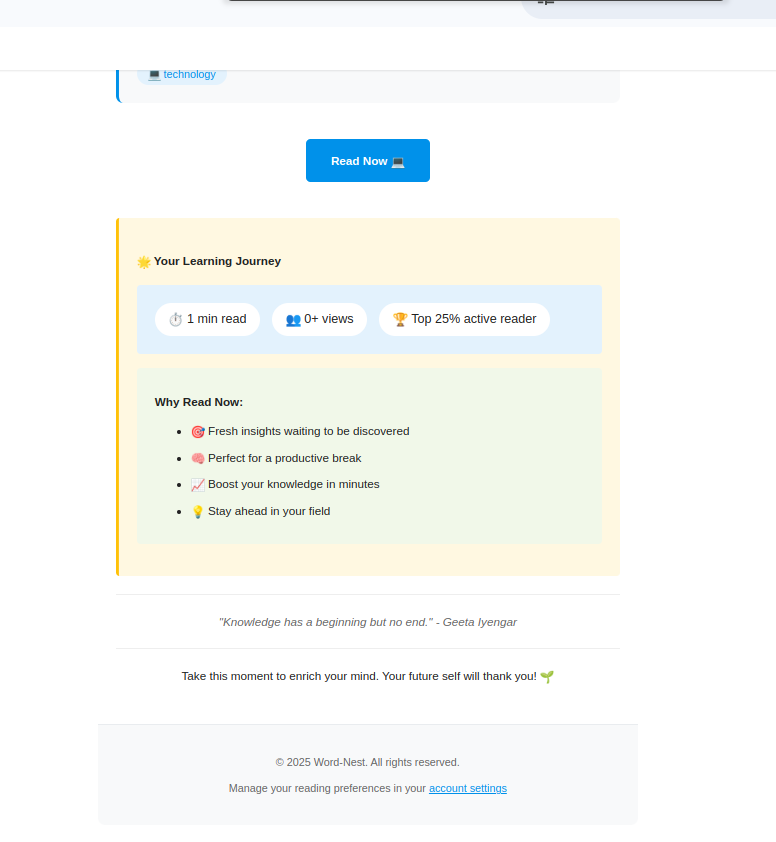 💻 technology
Read Now 💻
🌟 Your Learning Journey
⏱️ 1 min read 👥 0+ views 🏆 Top 25% active reader
Why Read Now:
• 🎯 Fresh insights waiting to be discovered
• 🧠 Perfect for a productive break
• 📈 Boost your knowledge in minutes
• 💡 Stay ahead in your field
"Knowledge has a beginning but no end." - Geeta Iyengar
Take this moment to enrich your mind. Your future self will thank you! 🌱
© 2025 Word-Nest. All rights reserved.
Manage your reading preferences in your account settings